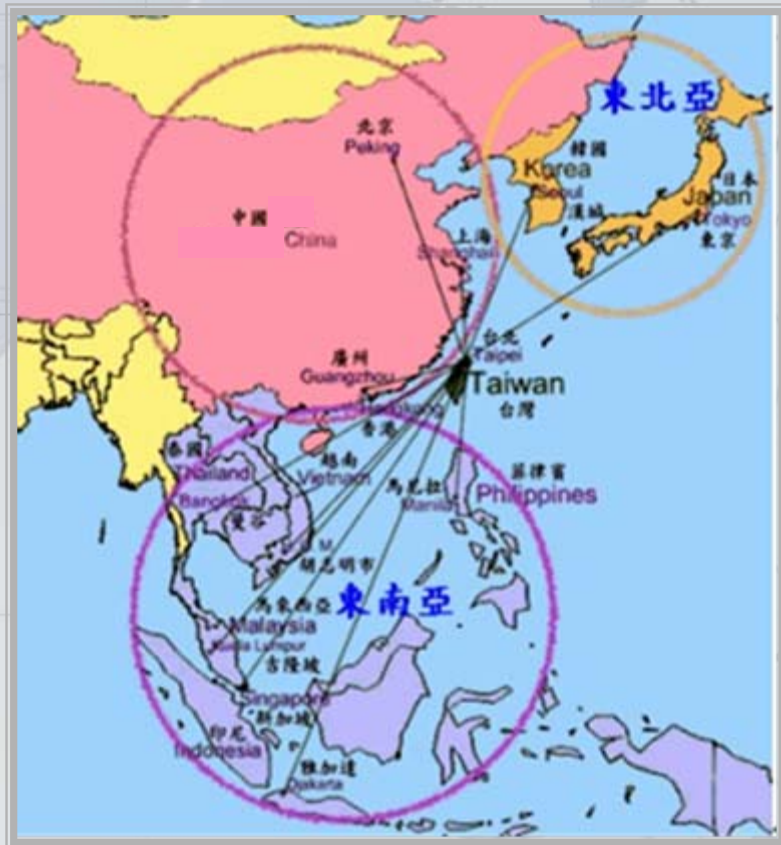 東北亞
北京
Peking
韓國
Korea
Seoul
漢城
日本
Japan
Tokyo
東京
中國
China
上海
Shanghai
台北
Taipei
廣州
Guangzhou
Taiwan
台灣
Hongkong
香港
泰國
Thailand
越南
Vietnam
Bangkok
曼谷
馬尼拉
Manila
菲律賓
Philippines
胡志明市
東南亞
馬來西亞
Malaysia
Kuala Lumpur
吉隆坡
Singapore
新加坡
印尼
Indonesia
雅加達
Djakarta